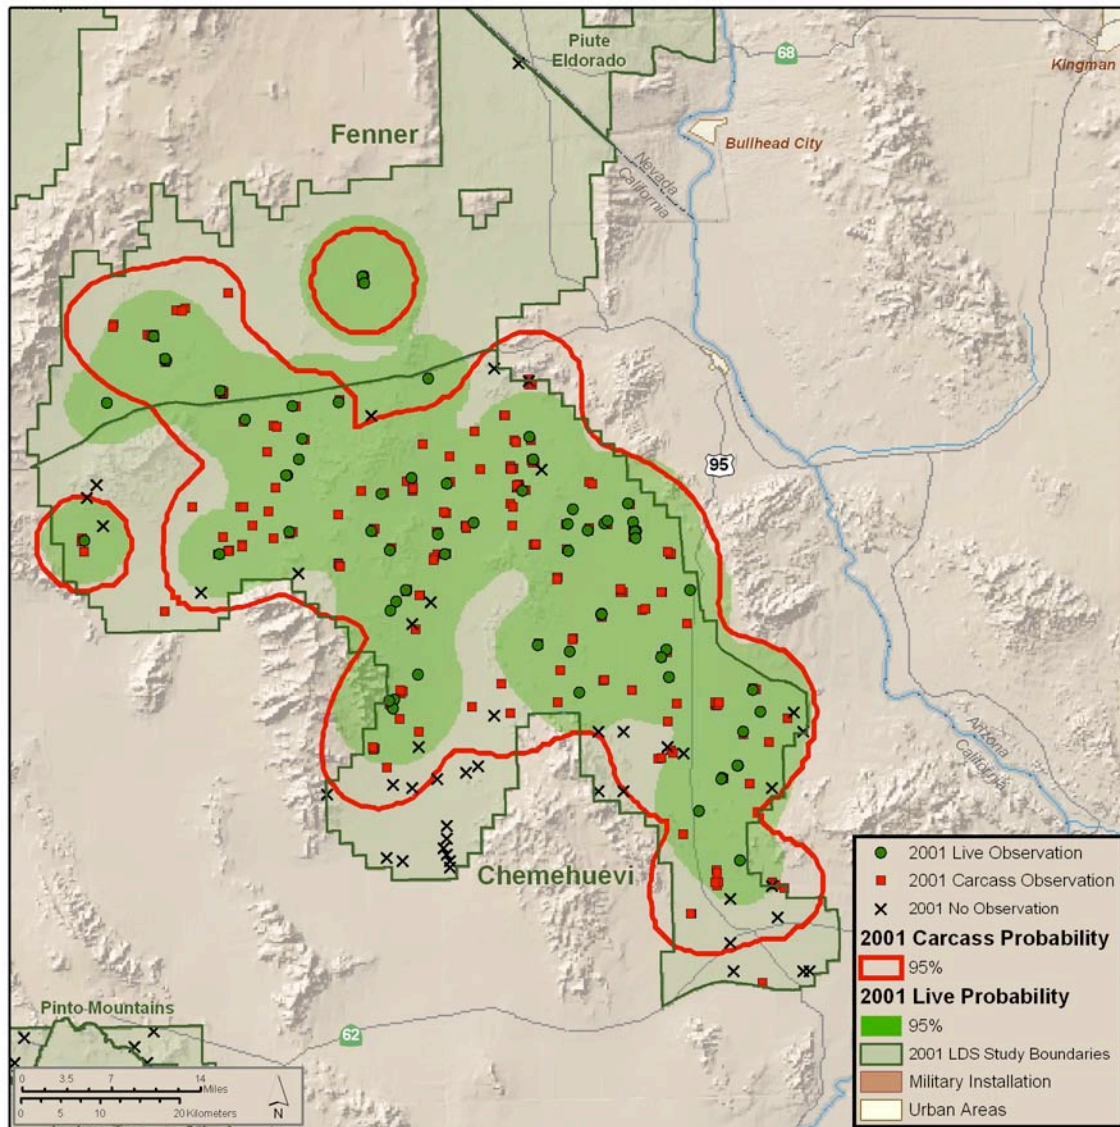 Piute
Eldorado
68
Kingman
Fenner
Bullhead City
Nevada
California
95
Arizona
California
Chemehuevi
Pinto Mountains
62
0 3.5 7 14
Miles
0 5 10 20 Kilometers
N
2001 Live Observation
2001 Carcass Observation
2001 No Observation
2001 Carcass Probability
95%
2001 Live Probability
95%
2001 LDS Study Boundaries
Military Installation
Urban Areas